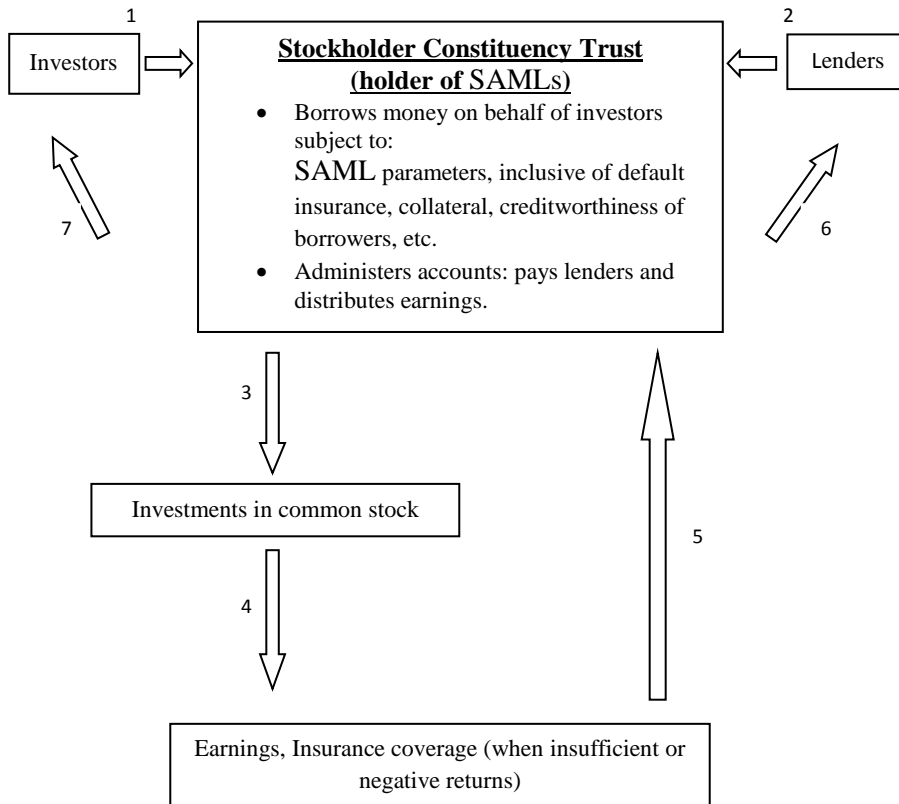 1
2
Investors
Lenders
Stockholder Constituency Trust
(holder of SAMLs)
• Borrows money on behalf of investors
subject to:
SAML parameters, inclusive of default
insurance, collateral, creditworthiness of
borrowers, etc.
• Administers accounts: pays lenders and
distributes earnings.
7
6
3
Investments in common stock
5
4
Earnings, Insurance coverage (when insufficient or
negative returns)